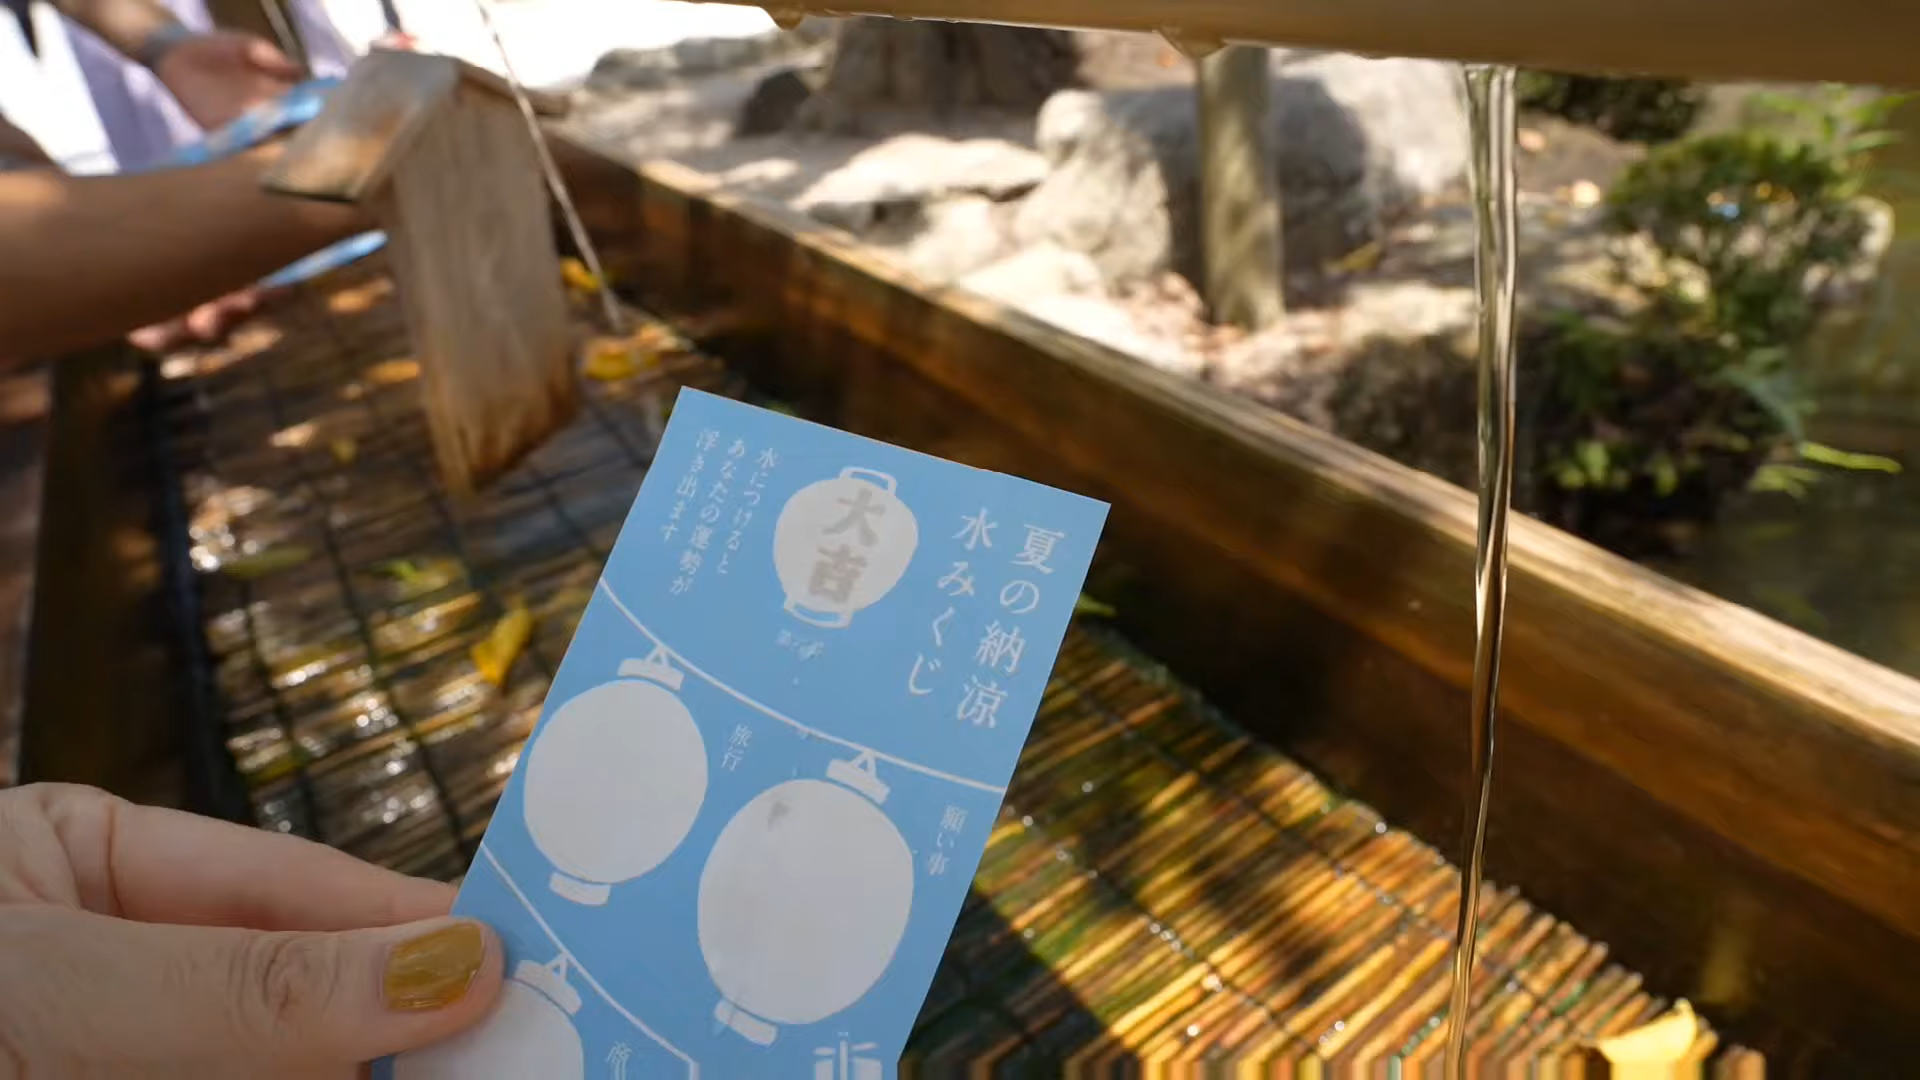 夏の納涼
水みくじ
大吉
水につけると
あなたの運勢が
浮き出ます
願い事
旅行